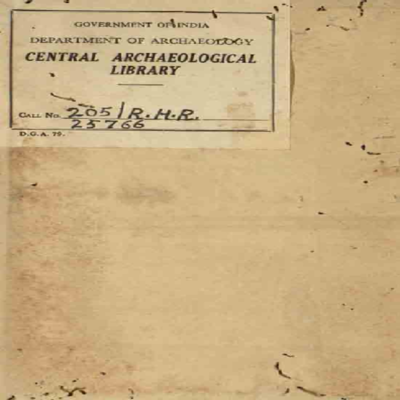 GOVERNMENT OF INDIA
DEPARTMENT OF ARCHAEOLOGY
CENTRAL ARCHAEOLOGICAL
LIBRARY
CALL NO. 205/R.H.R.
25766
D.G.A. 79.